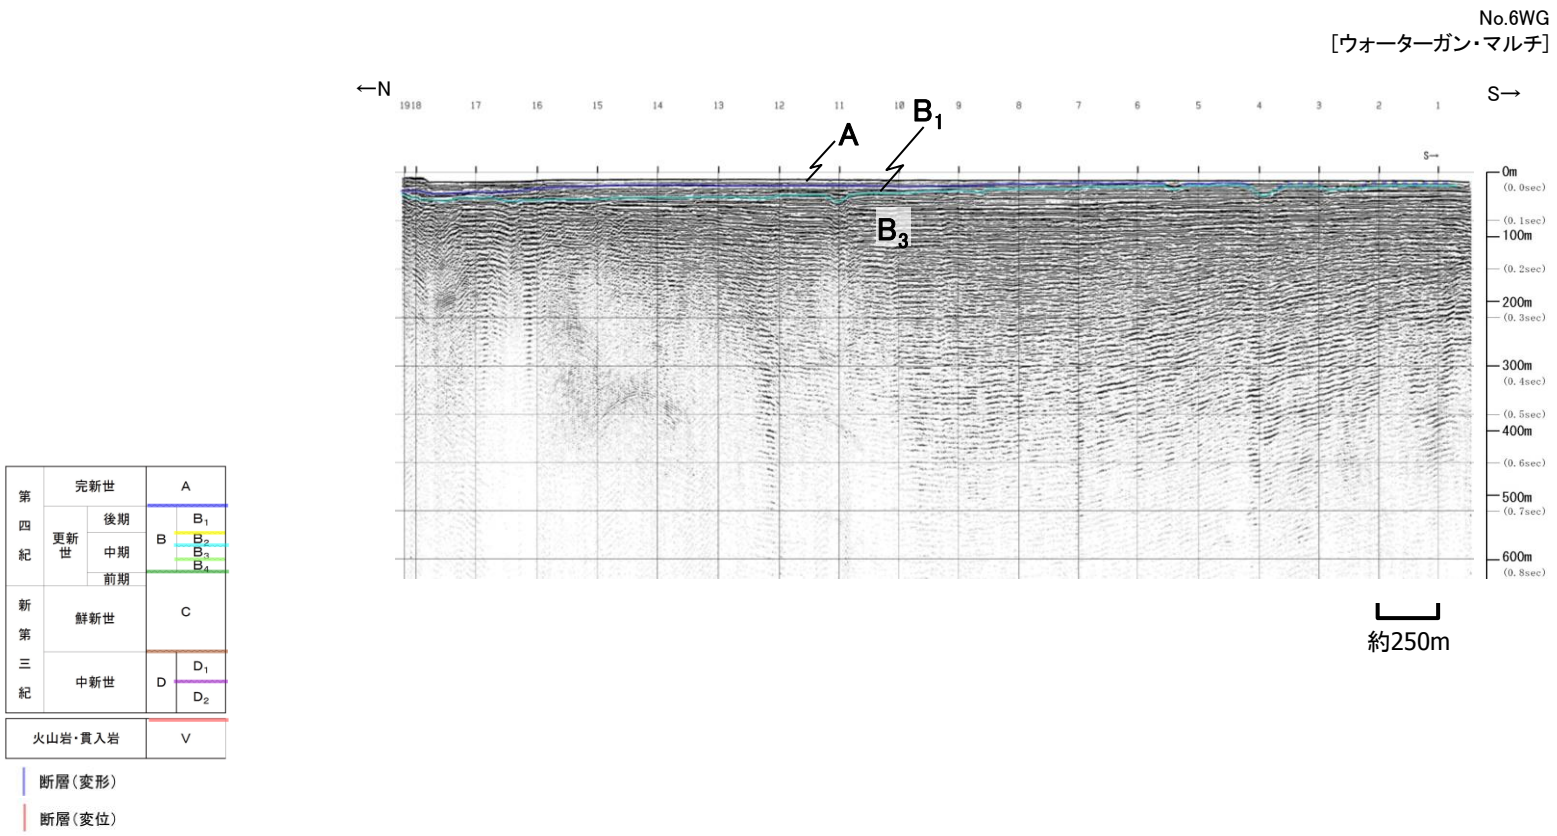 No.6WG
[ウォーターガン・マルチ]
←N
S→
1918 17 16 15 14 13 12 11 10 9 8 7 6 5 4 3 2 1
B1
A
S→
B3
0m
(0.0sec)
(0.1sec)
100m
(0.2sec)
200m
(0.3sec)
300m
(0.4sec)
(0.5sec)
400m
(0.6sec)
500m
(0.7sec)
600m
(0.8sec)
約250m
第四紀 完新世 A
更新世 後期 B B1
B2
中期 B3
B4
前期
新第三紀 鮮新世 C
中新世 D D1
D2
火山岩・貫入岩 V
断層(変形)
断層(変位)